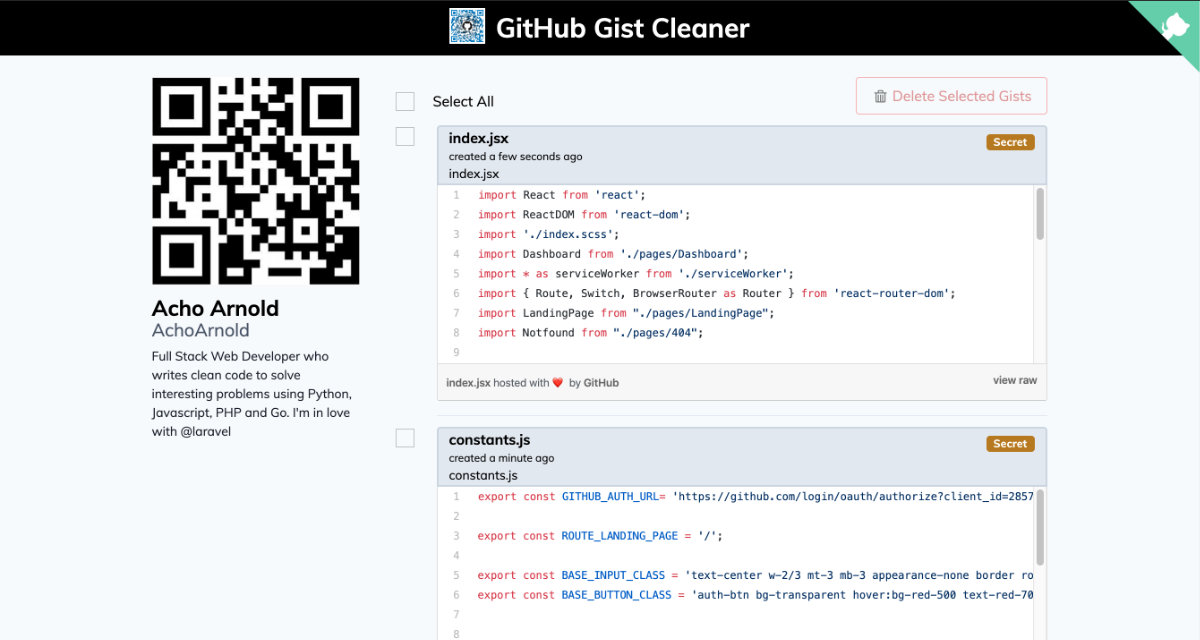 GitHub Gist Cleaner
Acho Arnold
AchoArnold
Full Stack Web Developer who
writes clean code to solve
interesting problems using Python,
Javascript, PHP and Go. I'm in love
with @laravel
Select All
Delete Selected Gists
index.jsx
Secret
created a few seconds ago
index.jsx
1 import React from 'react';
2 import ReactDOM from 'react-dom';
3 import './index.scss';
4 import Dashboard from './pages/Dashboard';
5 import * as serviceWorker from './serviceWorker';
6 import { Route, Switch, BrowserRouter as Router } from 'react-router-dom';
7 import LandingPage from "./pages/LandingPage";
8 import Notfound from "./pages/404";
9
index.jsx hosted with ❤ by GitHub
view raw
constants.js
Secret
created a minute ago
constants.js
1 export const GITHUB_AUTH_URL= 'https://github.com/login/oauth/authorize?client_id=2857
2
3 export const ROUTE_LANDING_PAGE = '/';
4
5 export const BASE_INPUT_CLASS = 'text-center w-2/3 mt-3 mb-3 appearance-none border ro
6 export const BASE_BUTTON_CLASS = 'auth-btn bg-transparent hover:bg-red-500 text-red-70
7
8